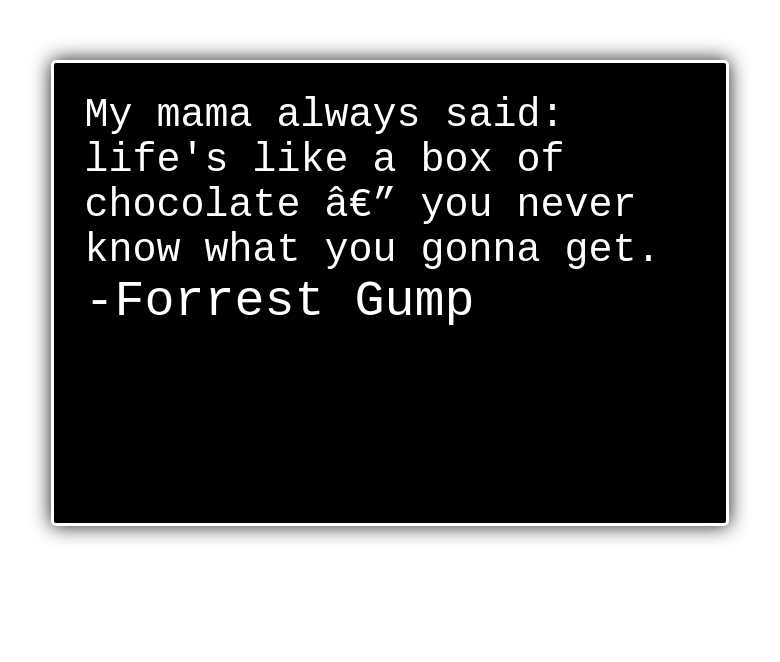 My mama always said:
life's like a box of
chocolate â€” you never
know what you gonna get.
-Forrest Gump